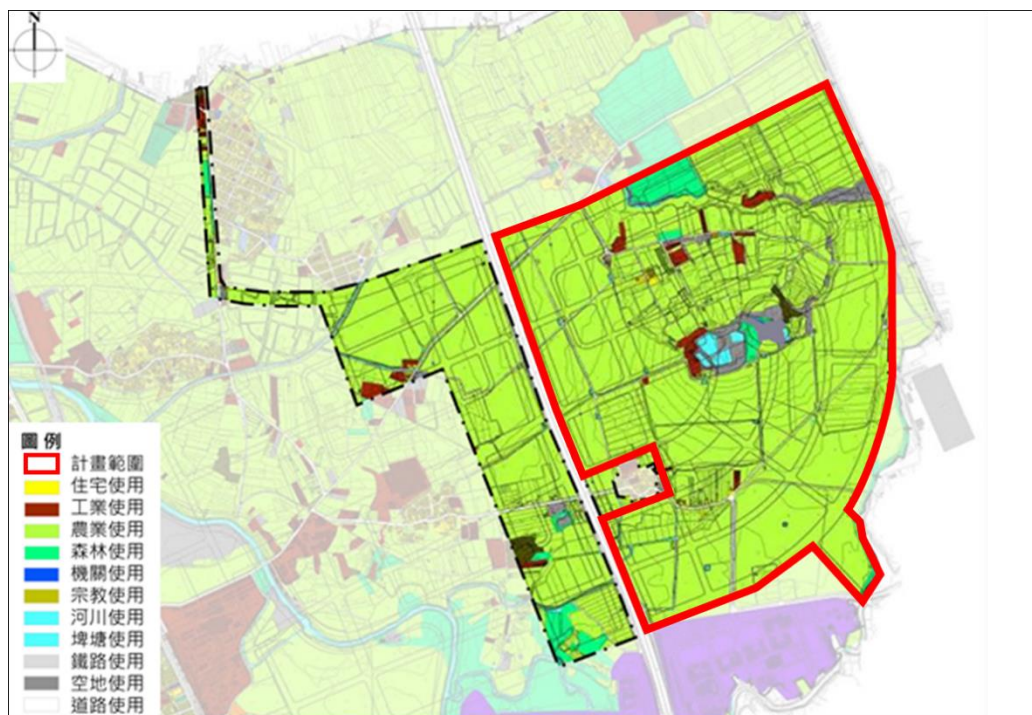 N
圖例
計畫範圍
住宅使用
工業使用
農業使用
森林使用
機關使用
宗教使用
河川使用
埤塘使用
鐵路使用
空地使用
道路使用